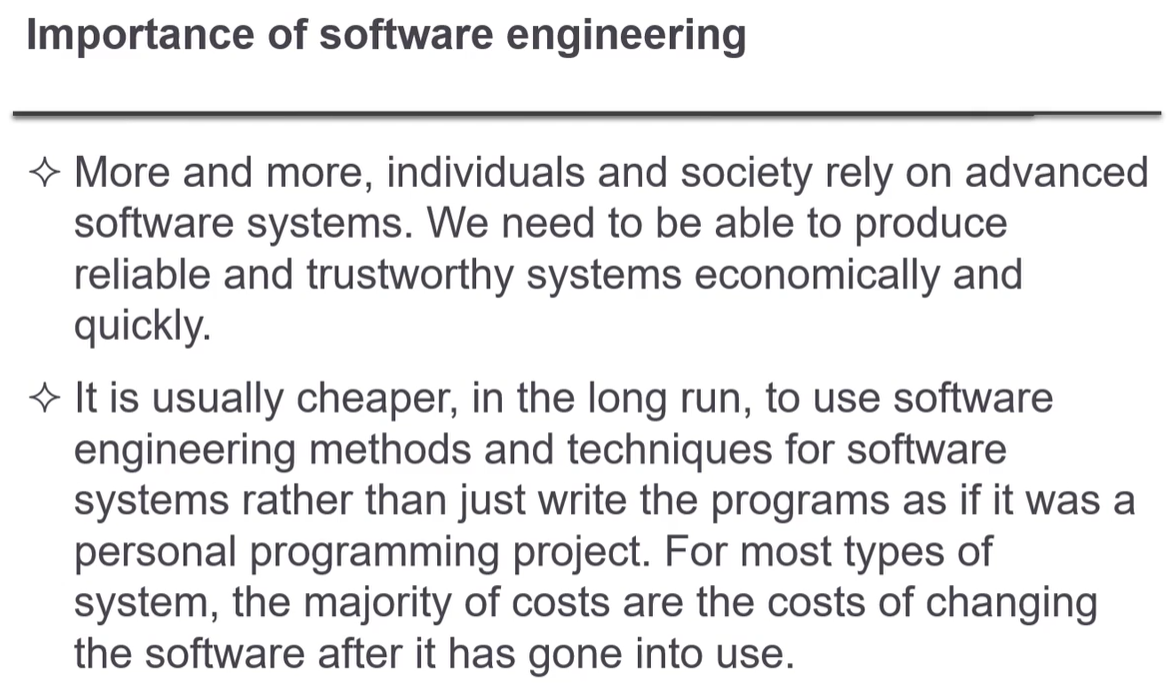 Importance of software engineering
✧ More and more, individuals and society rely on advanced
software systems. We need to be able to produce
reliable and trustworthy systems economically and
quickly.
✧ It is usually cheaper, in the long run, to use software
engineering methods and techniques for software
systems rather than just write the programs as if it was a
personal programming project. For most types of
system, the majority of costs are the costs of changing
the software after it has gone into use.